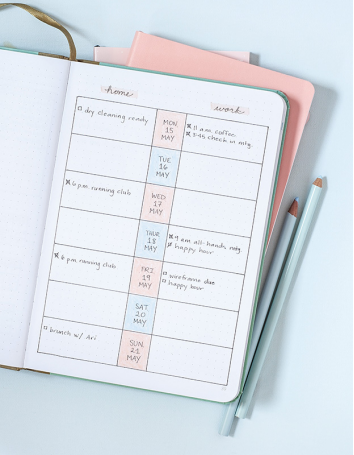 home
work
dry cleaning ready
MON
15
MAY
11 a.m. coffee
3:45 check in mtg.
TUE
16
MAY
6 p.m. running club
WED
17
MAY
THUR
18
MAY
9 a.m. all-hands mtg
happy hour
6 p.m. running club
FRI
19
MAY
wireframe due
happy hour
SAT
20
MAY
brunch w/ Ari
SUN
21
MAY